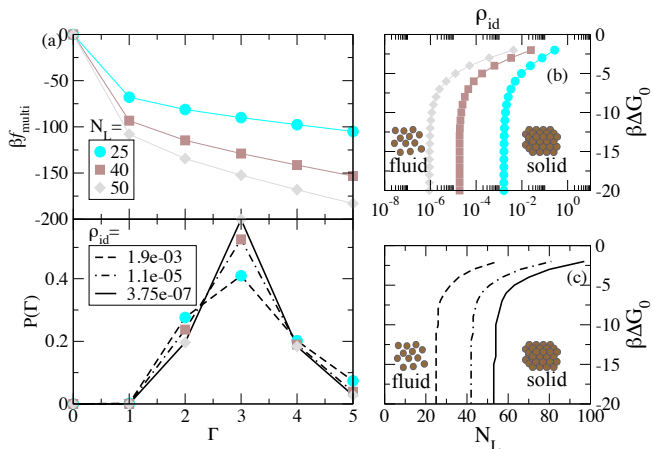 (a)
0
-50
-100
-150
-200
βf_multi
N_L=
25
40
50
ρ_id=
1.9e-03
1.1e-05
3.75e-07
0.4
0.2
0
P(Γ)
0 1 2 3 4 5
Γ
ρ_id
(b)
0
-5
-10
-15
-20
βΔG_0
fluid
solid
10^-8 10^-6 10^-4 10^-2 10^0
(c)
0
-5
-10
-15
-20
βΔG_0
fluid
solid
0 20 40 60 80 100
N_L